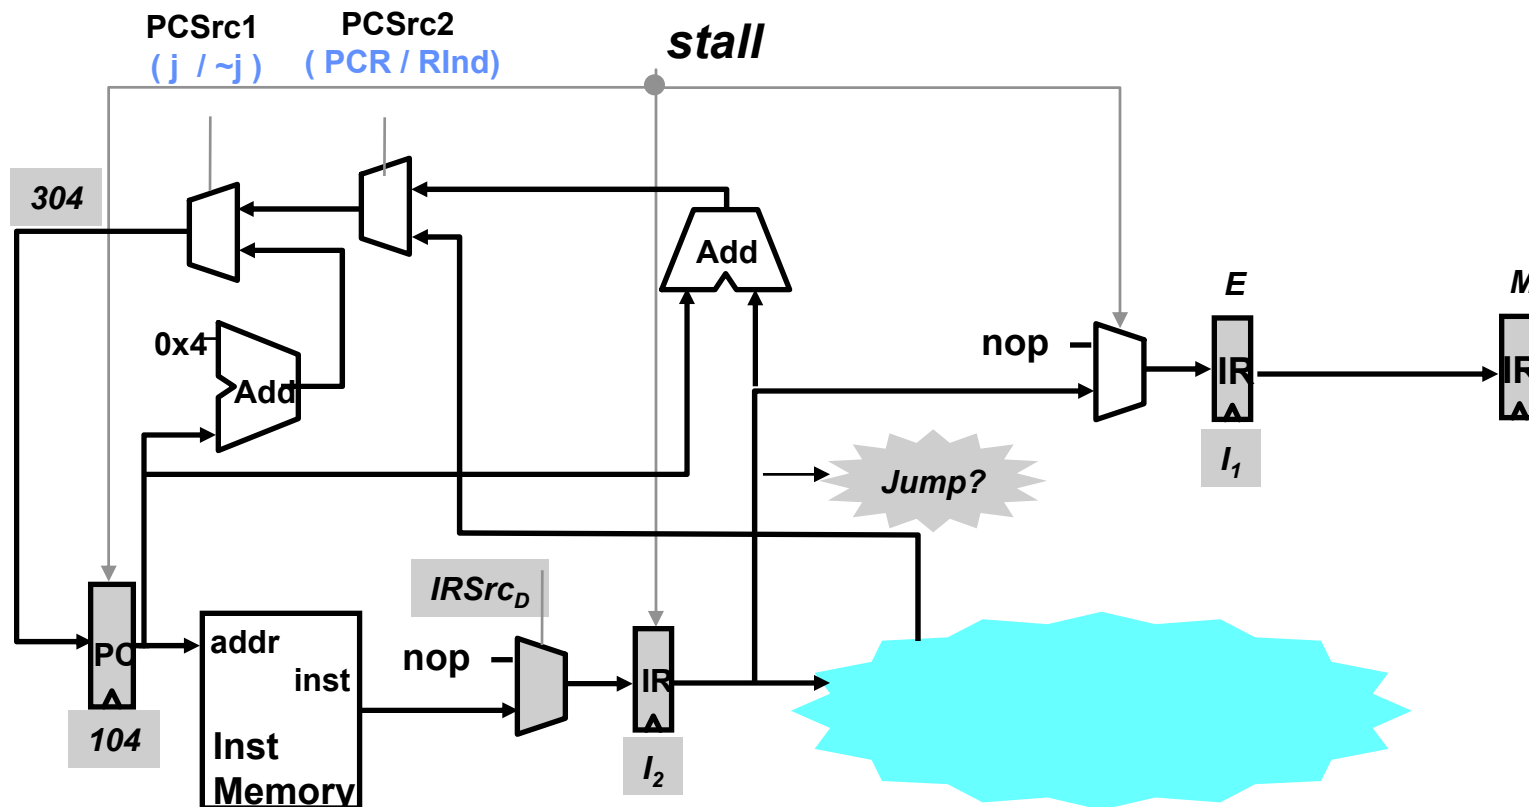 PCSrc1
( j / ~j )
PCSrc2
( PCR / RInd)
stall
304
Add
0x4
Add
E
M
nop
IR
IR
I1
Jump?
IRSrcD
PC
addr
inst
nop
IR
104
Inst
Memory
I2